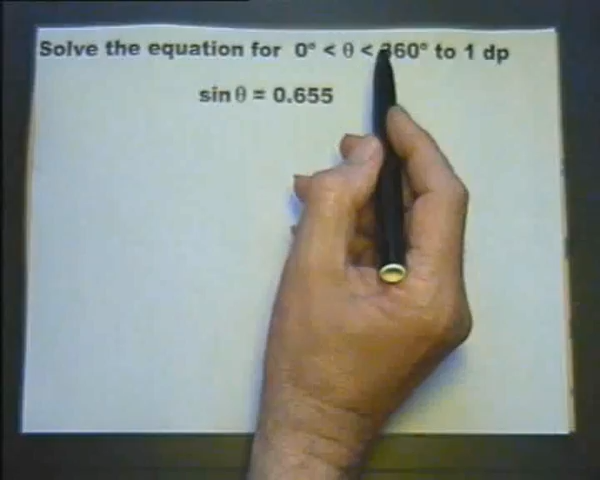 Solve the equation for 0° < θ < 360° to 1 dp
sin θ = 0.655